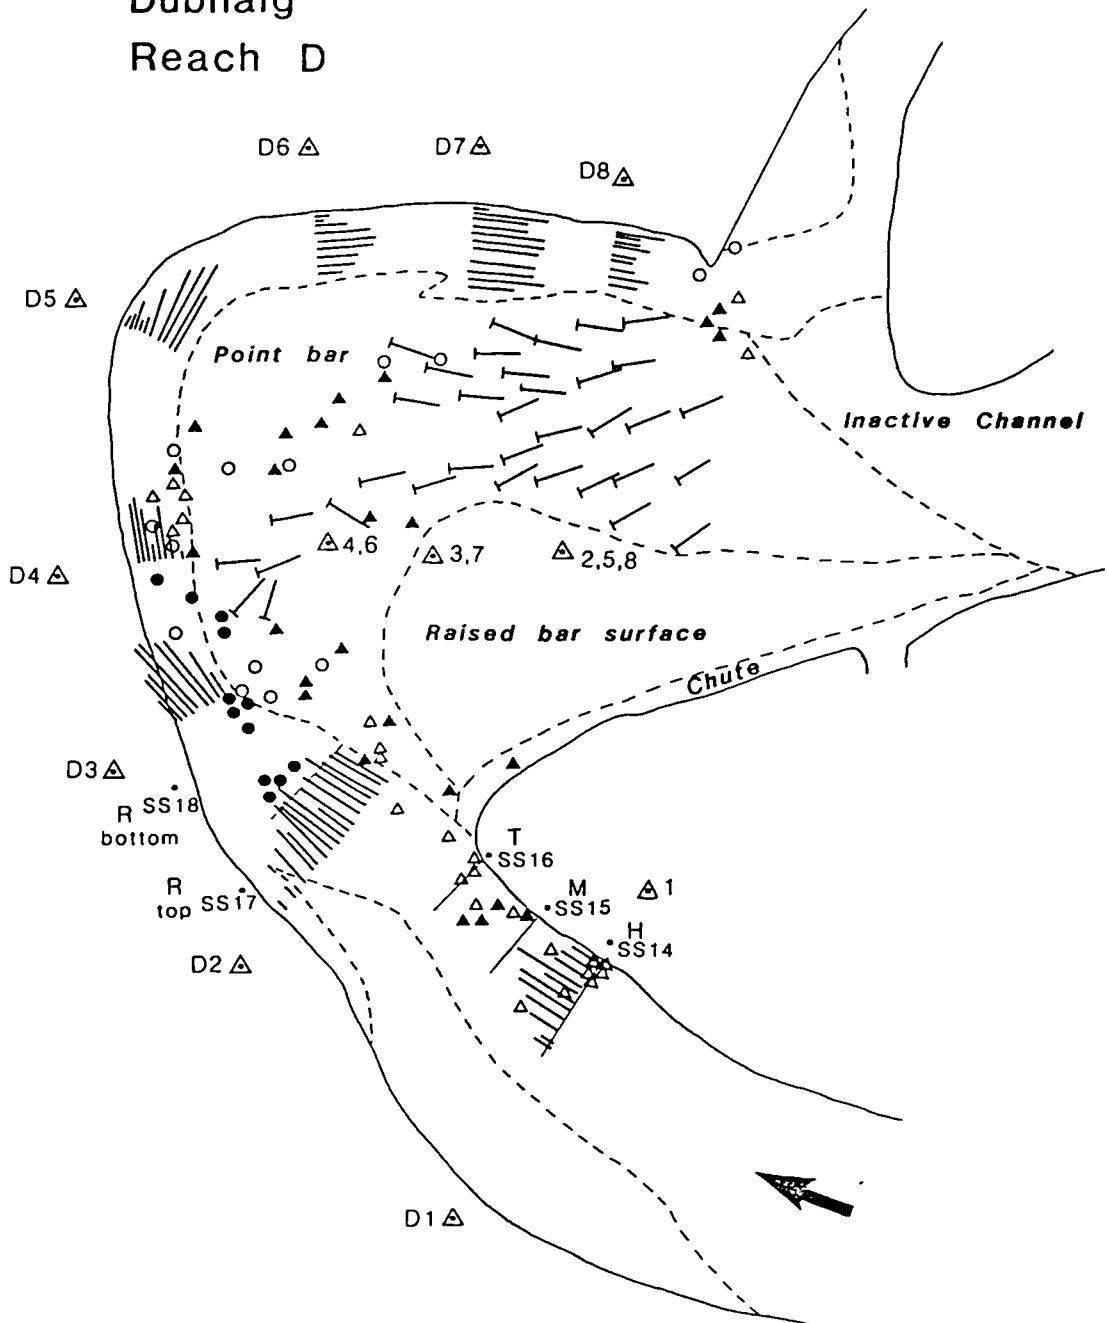 Dubhaig
Reach D
D6
D7
D8
D5
Point bar
Inactive Channel
4,6
3,7
2,5,8
D4
Raised bar surface
Chute
D3
SS18
R
bottom
T
SS16
R
top
SS17
M
SS15
1
H
SS14
D2
D1